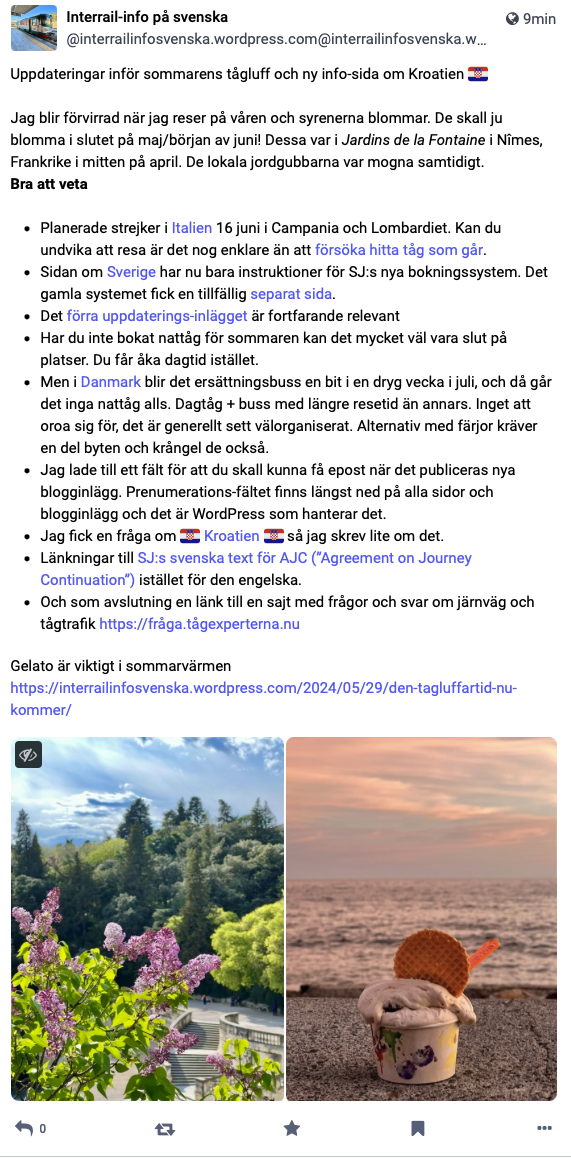 Interrail-info på svenska
9min
@interrailinfosvenska.wordpress.com@interrailinfosvenska.w...
Uppdateringar inför sommarens tågluff och ny info-sida om Kroatien 🇭🇷
Jag blir förvirrad när jag reser på våren och syrenerna blommar. De skall ju
blomma i slutet på maj/början av juni! Dessa var i Jardins de la Fontaine i Nîmes,
Frankrike i mitten på april. De lokala jordgubbarna var mogna samtidigt.
Bra att veta
• Planerade strejker i Italien 16 juni i Campania och Lombardiet. Kan du
undvika att resa är det nog enklare än att försöka hitta tåg som går.
• Sidan om Sverige har nu bara instruktioner för SJ:s nya bokningssystem. Det
gamla systemet fick en tillfällig separat sida.
• Det förra uppdaterings-inlägget är fortfarande relevant
• Har du inte bokat nattåg för sommaren kan det mycket väl vara slut på
platser. Du får åka dagtid istället.
• Men i Danmark blir det ersättningsbuss en bit i en dryg vecka i juli, och då går
det inga nattåg alls. Dagtåg + buss med längre resetid än annars. Inget att
oroa sig för, det är generellt sett välorganiserat. Alternativ med färjor kräver
en del byten och krångel de också.
• Jag lade till ett fält för att du skall kunna få epost när det publiceras nya
blogginlägg. Prenumerations-fältet finns längst ned på alla sidor och
blogginlägg och det är WordPress som hanterar det.
• Jag fick en fråga om 🇭🇷 Kroatien 🇭🇷 så jag skrev lite om det.
• Länkningar till SJ:s svenska text för AJC (”Agreement on Journey
Continuation”) istället för den engelska.
• Och som avslutning en länk till en sajt med frågor och svar om järnväg och
tågtrafik https://fråga.tågexperterna.nu
Gelato är viktigt i sommarvärmen
https://interrailinfosvenska.wordpress.com/2024/05/29/den-tagluffartid-nu-
kommer/
0